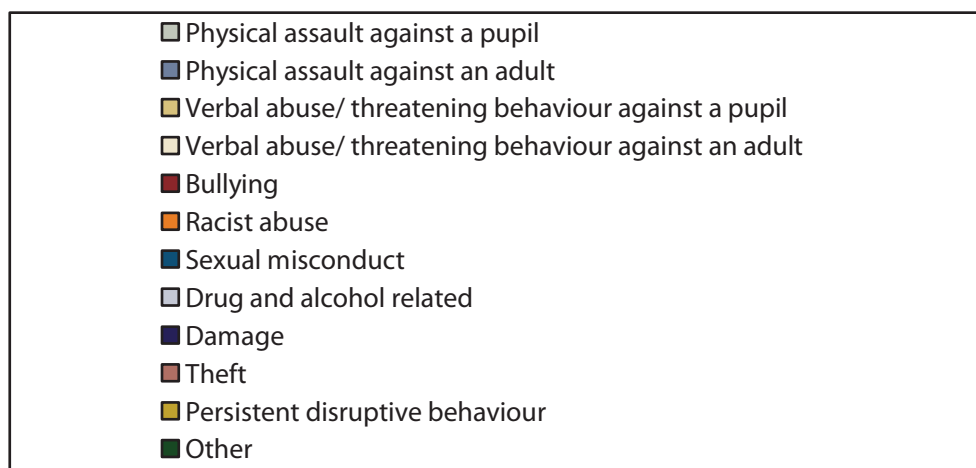 Physical assault against a pupil
Physical assault against an adult
Verbal abuse/ threatening behaviour against a pupil
Verbal abuse/ threatening behaviour against an adult
Bullying
Racist abuse
Sexual misconduct
Drug and alcohol related
Damage
Theft
Persistent disruptive behaviour
Other